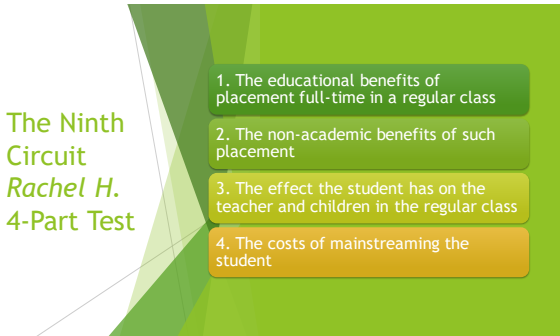 The Ninth
Circuit
Rachel H.
4-Part Test
1. The educational benefits of
placement full-time in a regular class
2. The non-academic benefits of such
placement
3. The effect the student has on the
teacher and children in the regular class
4. The costs of mainstreaming the
student